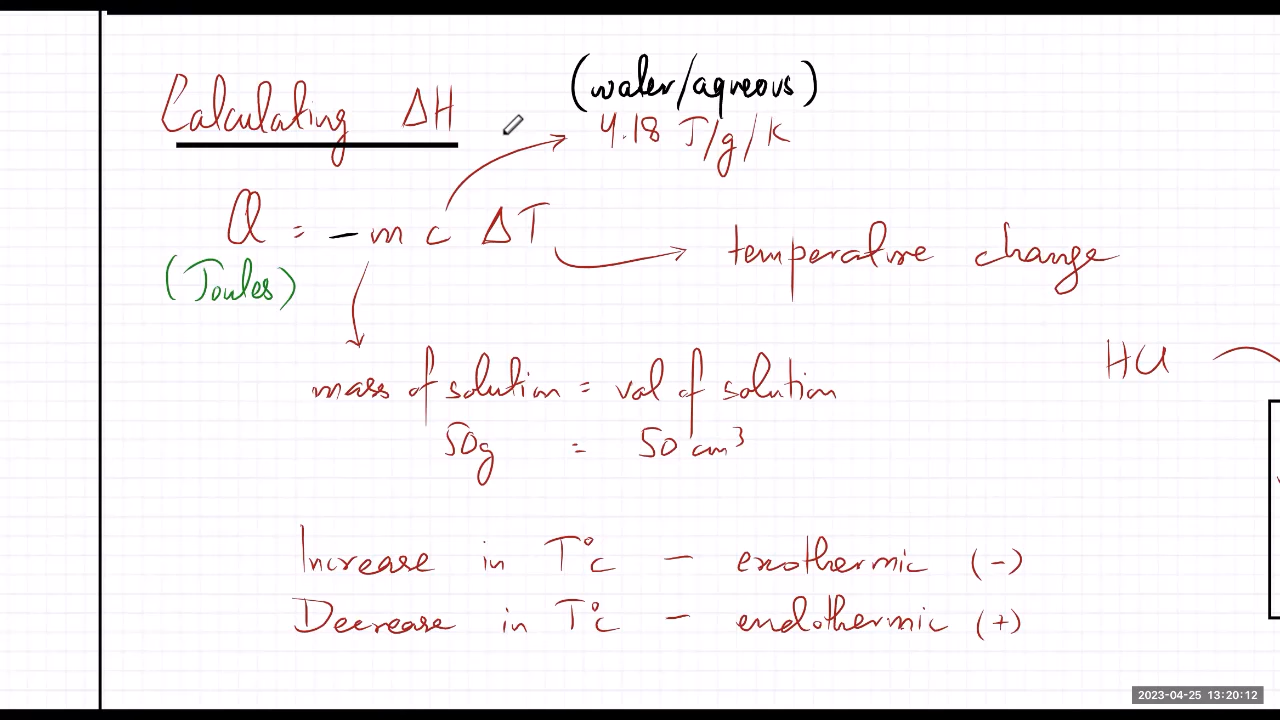 Calculating ΔH
(water/aqueous)
4.18 J/g/K
Q = -m c ΔT
temperature change
(Joules)
HCl
mass of solution = vol of solution
50g = 50 cm³
Increase in T°C - exothermic (-)
Decrease in T°C - endothermic (+)
2023-04-25 13:20:12